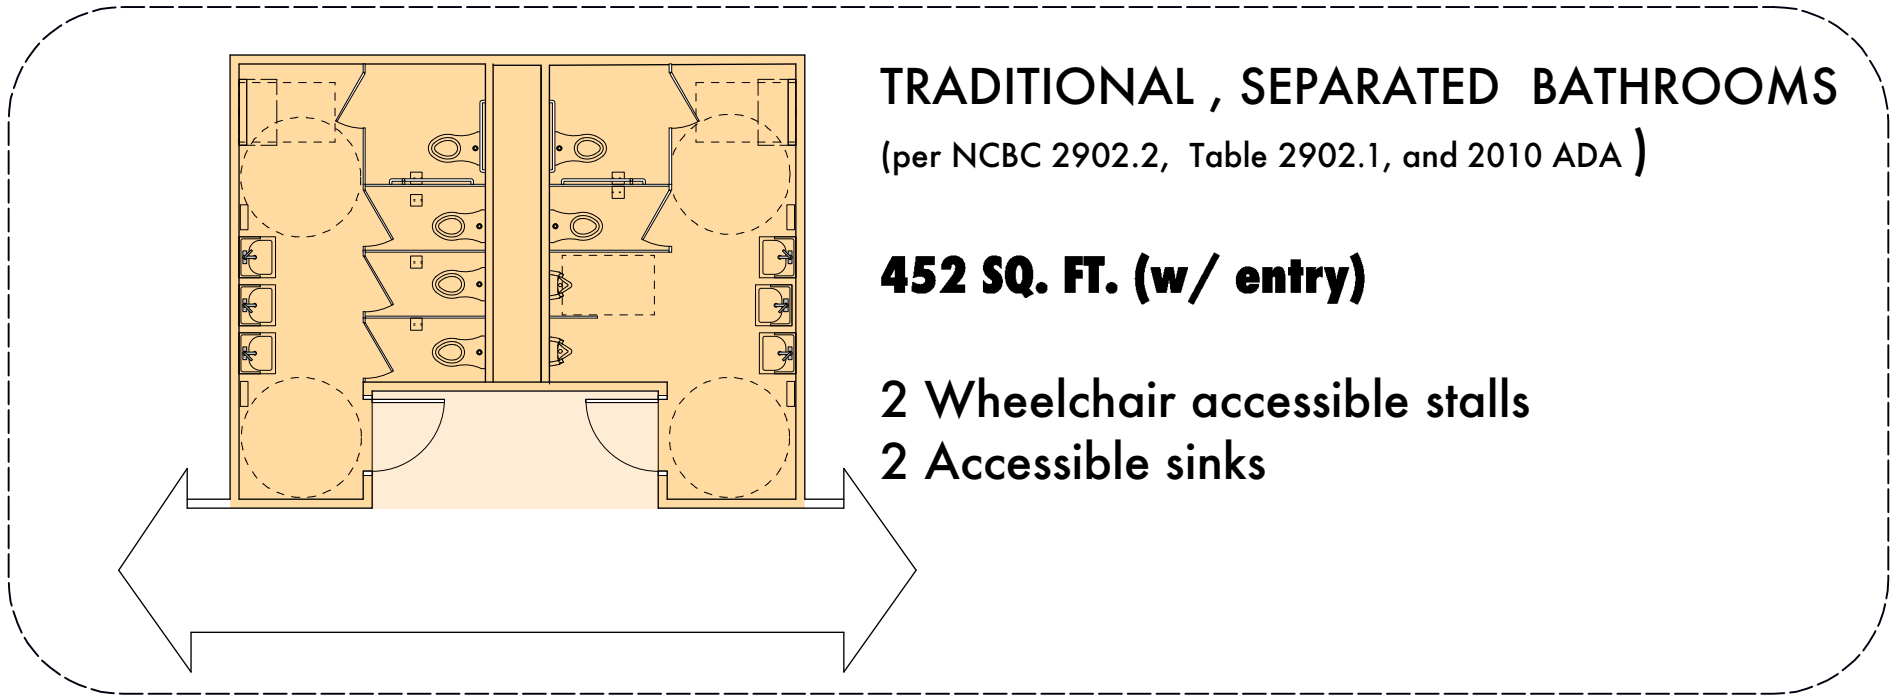 TRADITIONAL , SEPARATED BATHROOMS
(per NCBC 2902.2, Table 2902.1, and 2010 ADA )
452 SQ. FT. (w/ entry)
2 Wheelchair accessible stalls
2 Accessible sinks